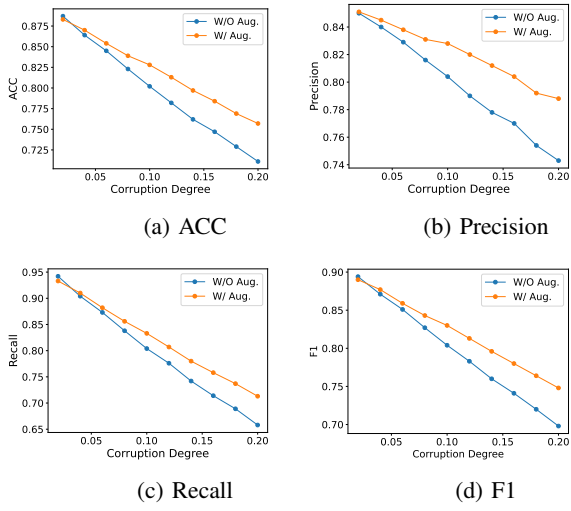 W/O Aug.
W/ Aug.
ACC
0.875
0.850
0.825
0.800
0.775
0.750
0.725
0.05 0.10 0.15 0.20
Corruption Degree
(a) ACC
W/O Aug.
W/ Aug.
Precision
0.84
0.82
0.80
0.78
0.76
0.74
0.05 0.10 0.15 0.20
Corruption Degree
(b) Precision
W/O Aug.
W/ Aug.
Recall
0.95
0.90
0.85
0.80
0.75
0.70
0.65
0.05 0.10 0.15 0.20
Corruption Degree
(c) Recall
W/O Aug.
W/ Aug.
F1
0.90
0.85
0.80
0.75
0.70
0.05 0.10 0.15 0.20
Corruption Degree
(d) F1